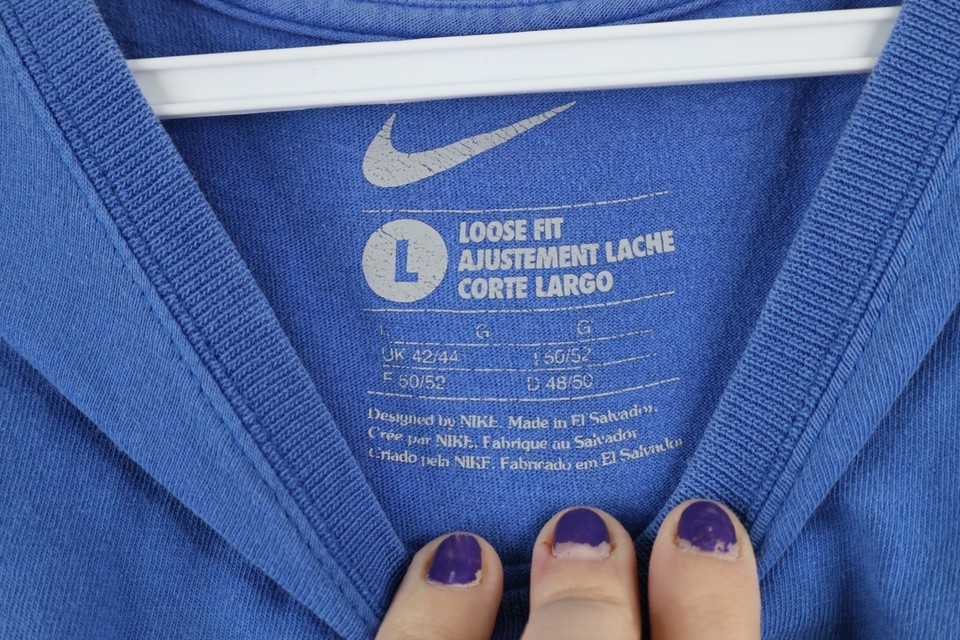 L
LOOSE FIT
AJUSTEMENT LACHE
CORTE LARGO
L G G
UK 42/44 I 50/52
F 50/52 D 48/50
Designed by NIKE. Made in El Salvador.
Crée par NIKE. Fabrique au Salvador
Criado pela NIKE. Fabricado em El Salvador